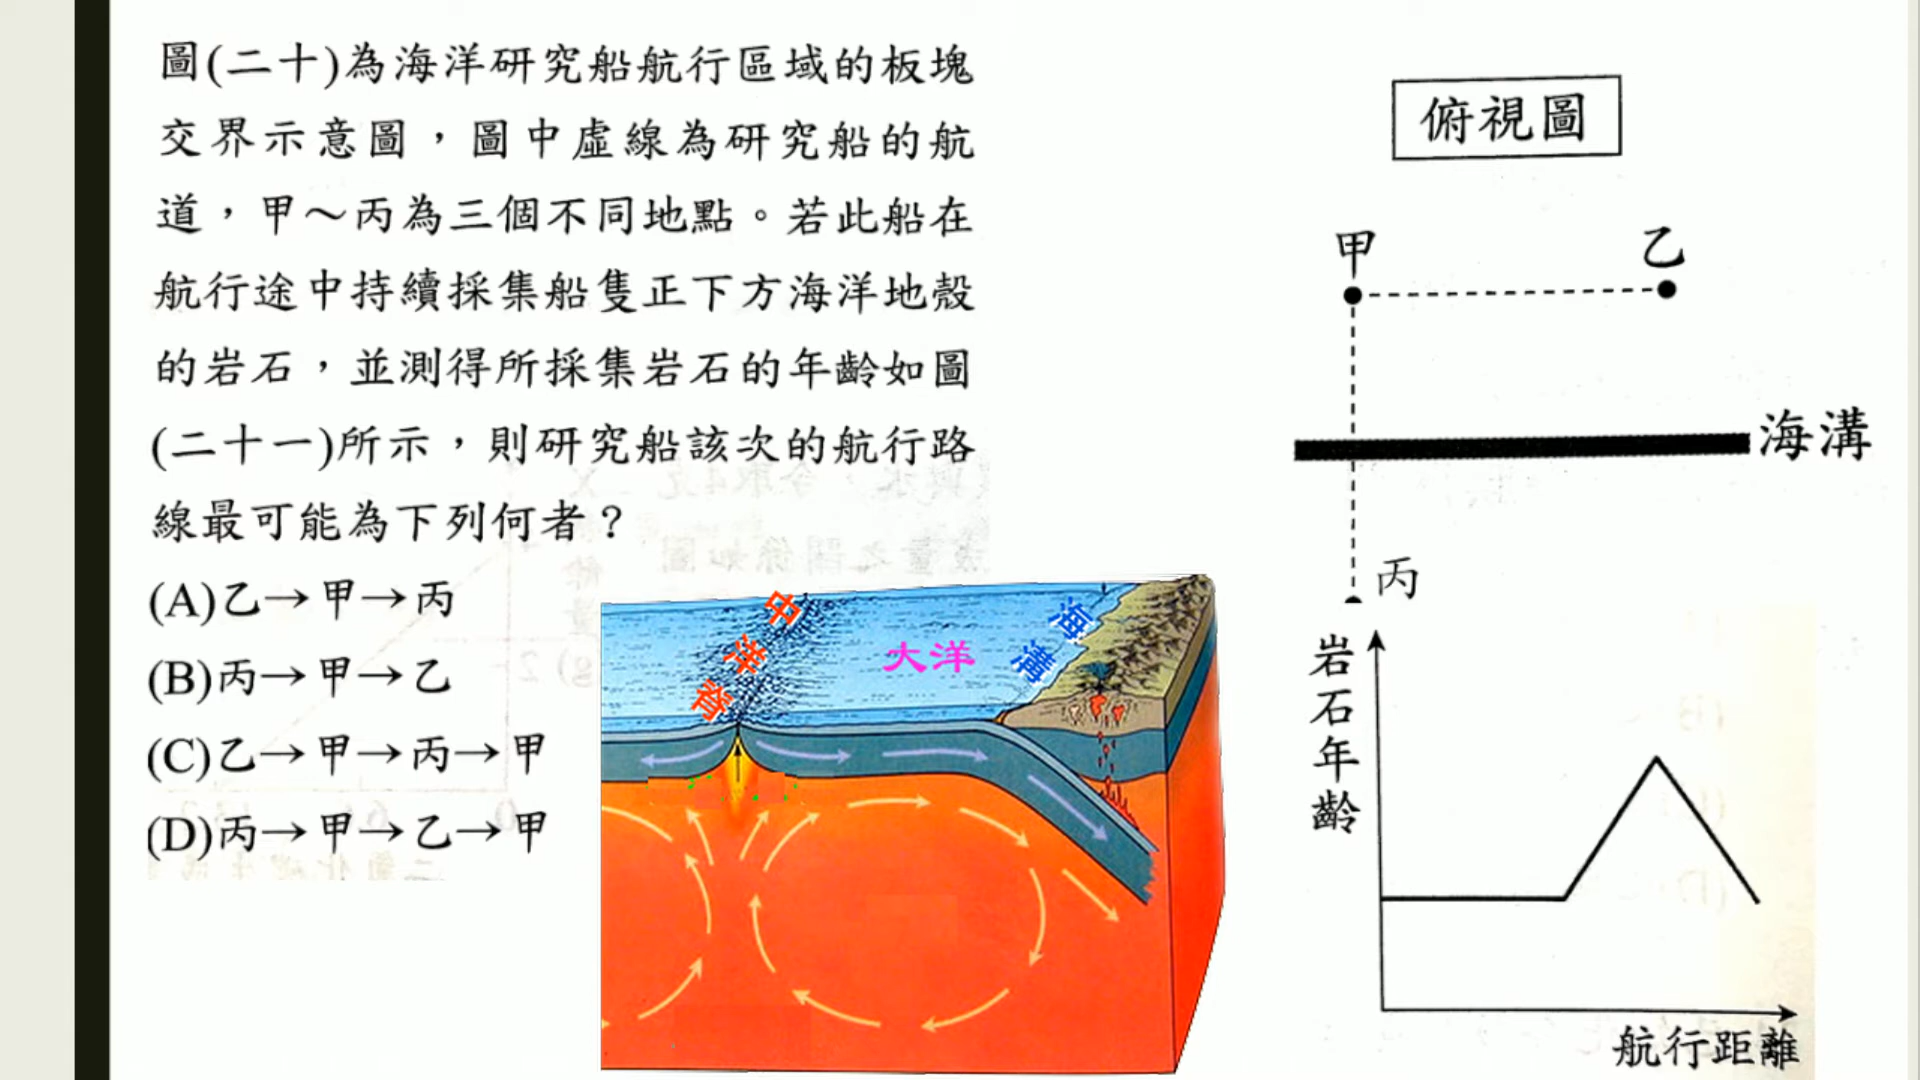 圖(二十)為海洋研究船航行區域的板塊
交界示意圖，圖中虛線為研究船的航
道，甲～丙為三個不同地點。若此船在
航行途中持續採集船隻正下方海洋地殼
的岩石，並測得所採集岩石的年齡如圖
(二十一)所示，則研究船該次的航行路
線最可能為下列何者？
(A)乙→甲→丙
(B)丙→甲→乙
(C)乙→甲→丙→甲
(D)丙→甲→乙→甲
中洋脊
大洋
海溝
俯視圖
甲
乙
海溝
丙
岩石年齡
航行距離